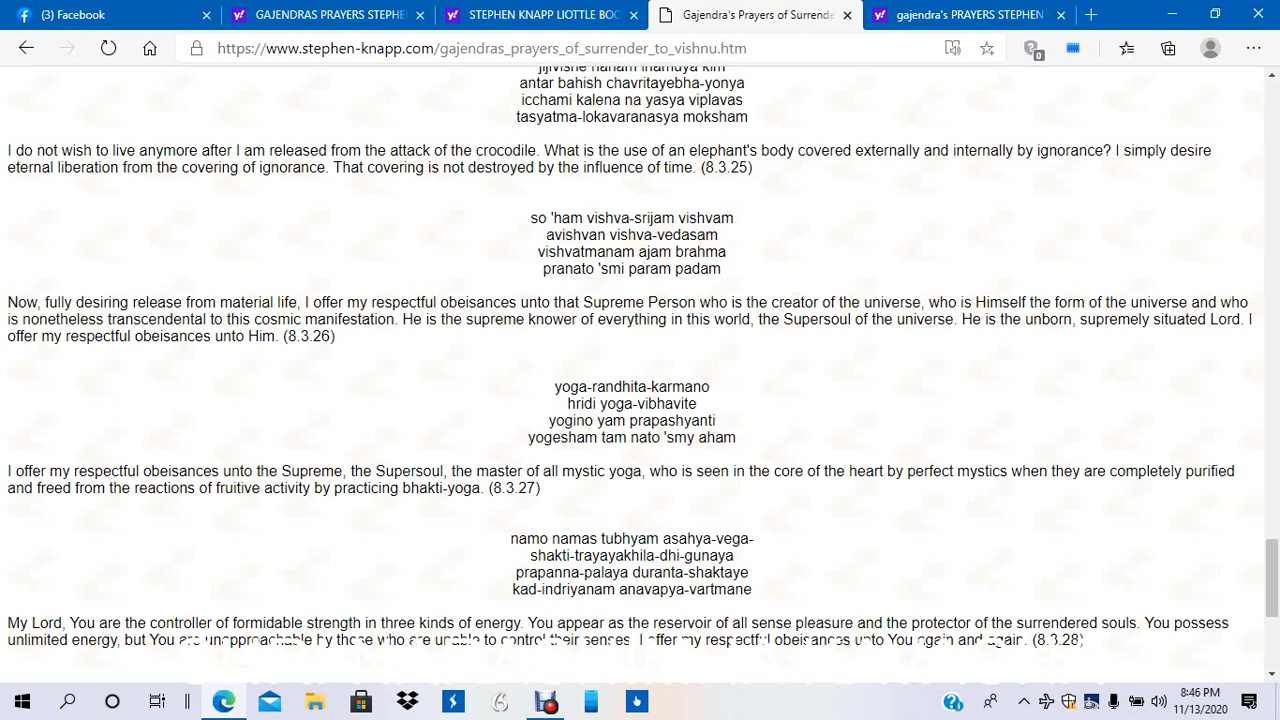 (3) Facebook
GAJENDRAS PRAYERS STEPHE
STEPHEN KNAPP LIOTTLE BOO
Gajendra's Prayers of Surrende
gajendra's PRAYERS STEPHEN
https://www.stephen-knapp.com/gajendras_prayers_of_surrender_to_vishnu.htm
0
antar bahish chavritayebha-yonya
icchami kalena na yasya viplavas
tasyatma-lokavaranasya moksham
I do not wish to live anymore after I am released from the attack of the crocodile. What is the use of an elephant's body covered externally and internally by ignorance? I simply desire
eternal liberation from the covering of ignorance. That covering is not destroyed by the influence of time. (8.3.25)
so 'ham vishva-srijam vishvam
avishvan vishva-vedasam
vishvatmanam ajam brahma
pranato 'smi param padam
Now, fully desiring release from material life, I offer my respectful obeisances unto that Supreme Person who is the creator of the universe, who is Himself the form of the universe and who
is nonetheless transcendental to this cosmic manifestation. He is the supreme knower of everything in this world, the Supersoul of the universe. He is the unborn, supremely situated Lord. I
offer my respectful obeisances unto Him. (8.3.26)
yoga-randhita-karmano
hridi yoga-vibhavite
yogino yam prapashyanti
yogesham tam nato 'smy aham
I offer my respectful obeisances unto the Supreme, the Supersoul, the master of all mystic yoga, who is seen in the core of the heart by perfect mystics when they are completely purified
and freed from the reactions of fruitive activity by practicing bhakti-yoga. (8.3.27)
namo namas tubhyam asahya-vega-
shakti-trayayakhila-dhi-gunaya
prapanna-palaya duranta-shaktaye
kad-indriyanam anavapya-vartmane
My Lord, You are the controller of formidable strength in three kinds of energy. You appear as the reservoir of all sense pleasure and the protector of the surrendered souls. You possess
unlimited energy, but You are unapproachable by those who are unable to control their senses. I offer my respectful obeisances unto You again and again. (8.3.28)
8:46 PM
11/13/2020